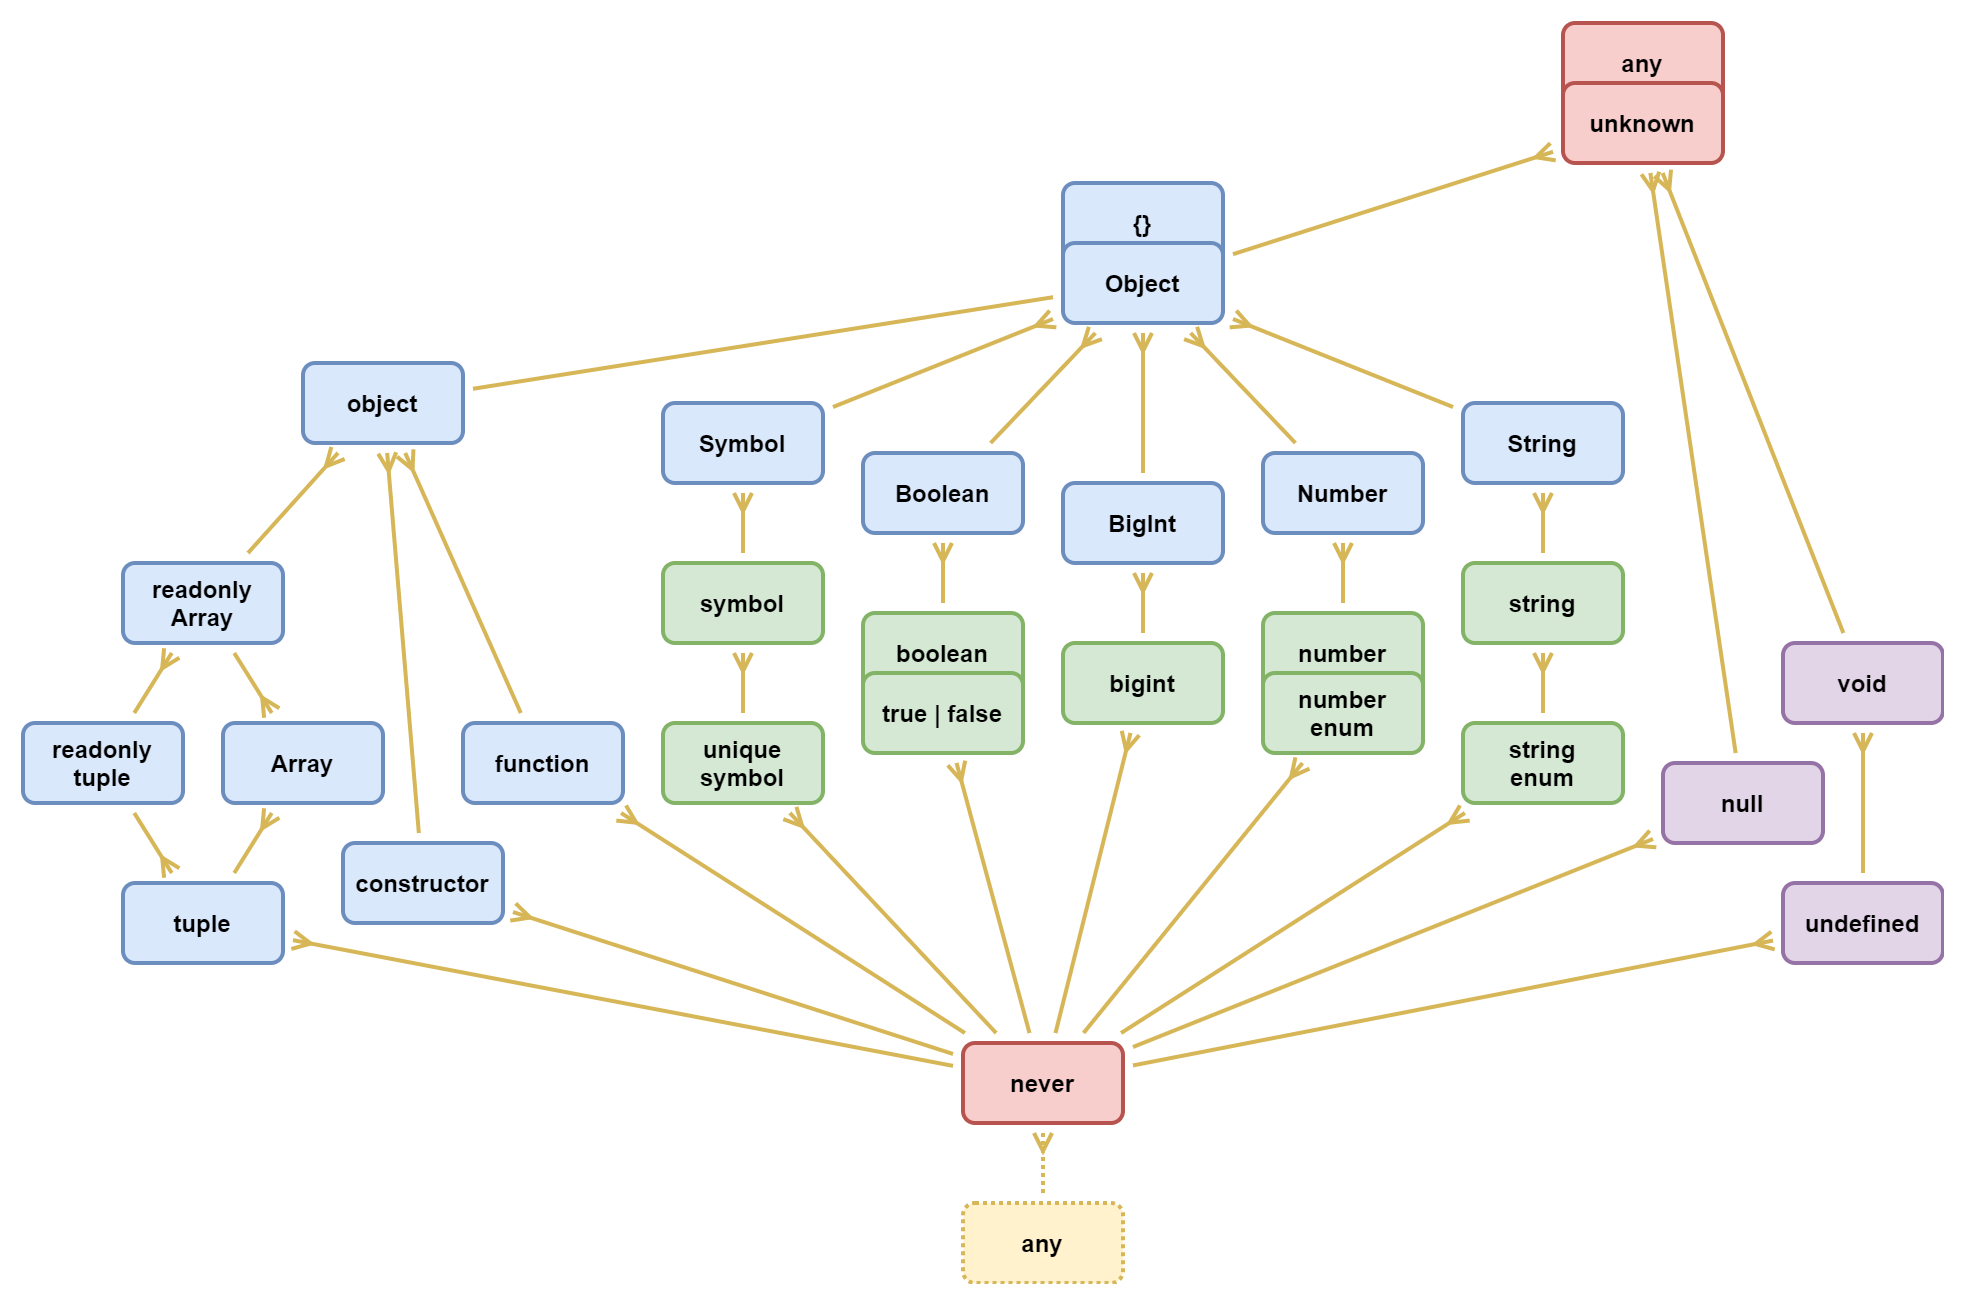 any
unknown
{}
Object
object
Symbol
Boolean
BigInt
Number
String
readonly
Array
symbol
boolean
true | false
bigint
number
number
enum
string
void
readonly
tuple
Array
function
unique
symbol
string
enum
null
constructor
tuple
undefined
never
any